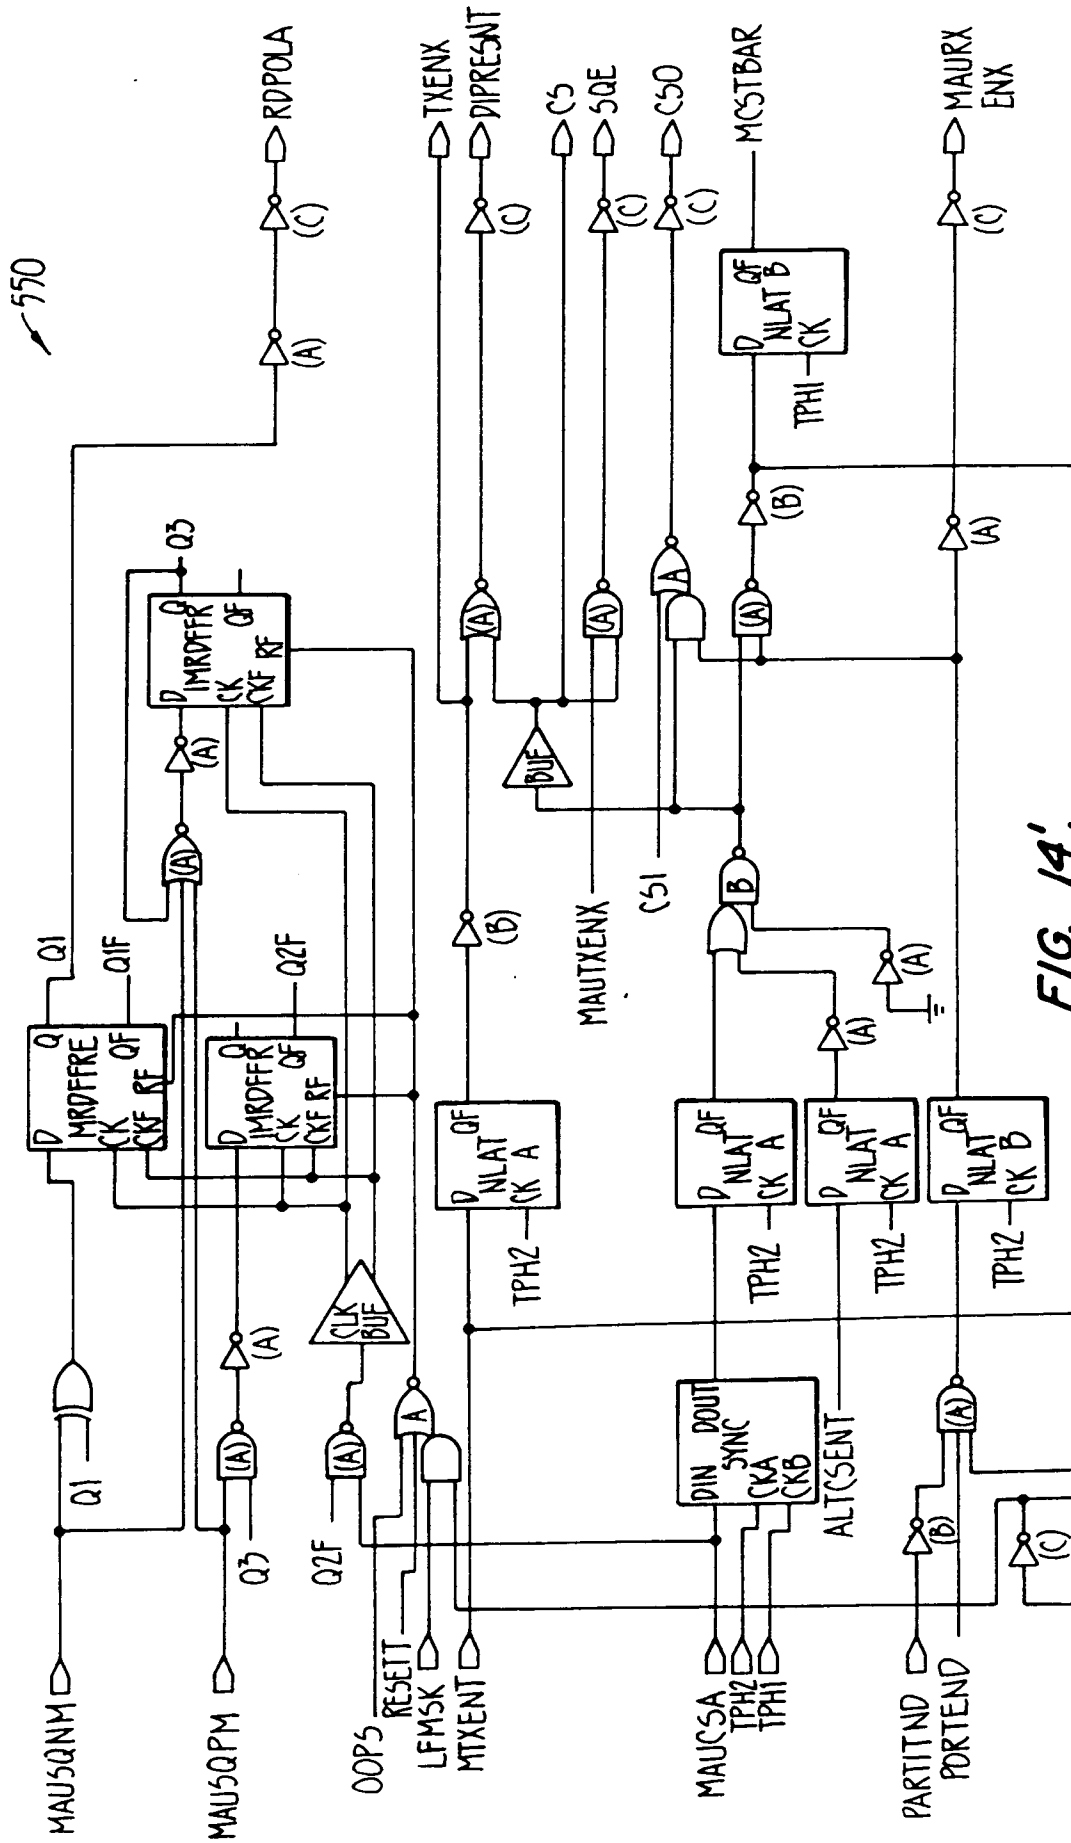 550
RDPOLA
(A)
(C)
Q1
D Q
MRDFFRE
QF
CK
CKF RF
Q1F
MAUSQNM
Q1
Q3
D Q
IMRDFFR
CK QF
CKF RF
(A)
(A)
D Q
IMRDFFR
CK QF
CKF RF
Q2F
MAUSQPM
Q3
(A)
(A)
CLK
BUF
Q2F
(A)
OOPS
RESETT
LFMSK
A
MTXENT
D QF
NLAT
CK A
TPH2
(B)
TXENX
(A)
(C)
DIPRESNT
BUF
CS
MAUTXENX
(A)
(C)
SQE
CS1
A
(C)
CSO
MAUCSA
TPH2
TPH1
DIN DOUT
SYNC
CKA
CKB
D QF
NLAT
CK A
TPH2
B
(A)
(A)
(B)
D QF
NLAT B
CK
TPH1
MCSTBAR
ALTCSENT
D QF
NLAT
CK A
TPH2
(A)
(A)
PARTITND
PORTEND
(B)
(A)
(C)
D QF
NLAT
CK B
TPH2
(A)
(C)
MAURX
ENX
FIG. 14'.